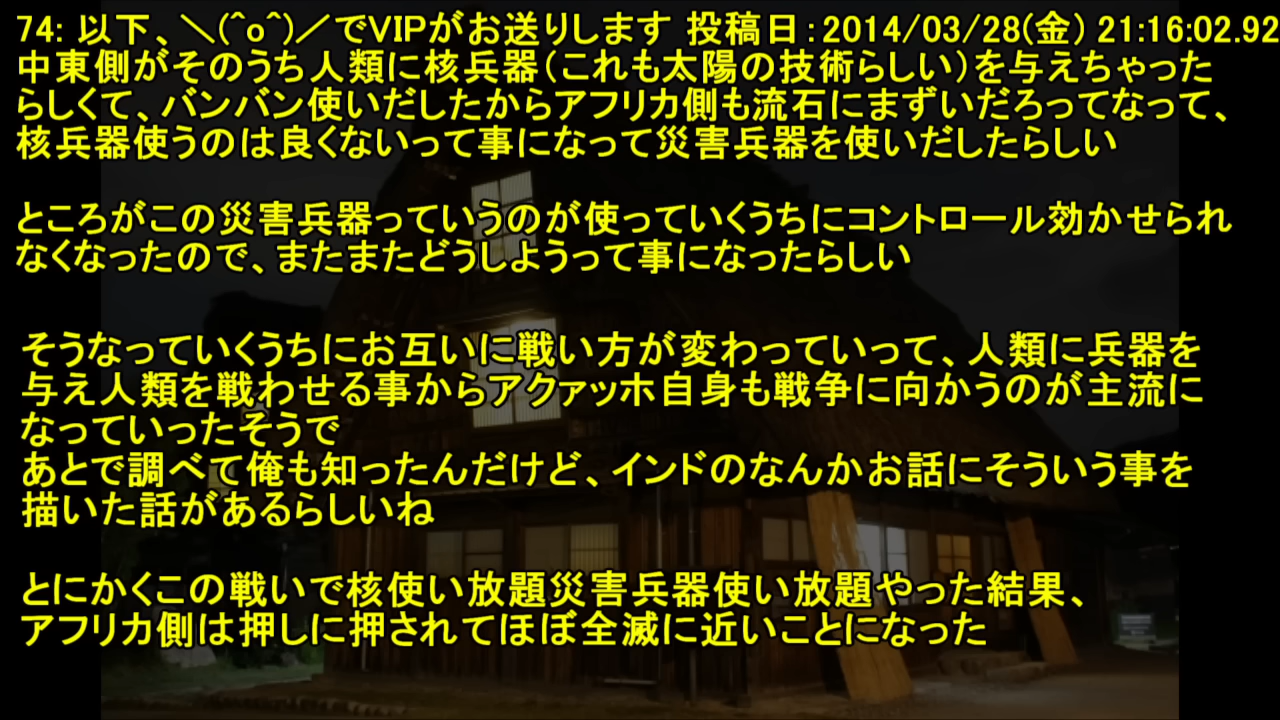 74: 以下、＼(^o^)／でVIPがお送りします 投稿日：2014/03/28(金) 21:16:02.92
中東側がそのうち人類に核兵器（これも太陽の技術らしい）を与えちゃった
らしくて、バンバン使いだしたからアフリカ側も流石にまずいだろってなって、
核兵器使うのは良くないって事になって災害兵器を使いだしたらしい
ところがこの災害兵器っていうのが使っていくうちにコントロール効かせられ
なくなったので、またまたどうしようって事になったらしい
そうなっていくうちにお互いに戦い方が変わっていって、人類に兵器を
与え人類を戦わせる事からアクァッホ自身も戦争に向かうのが主流に
なっていったそうで
あとで調べて俺も知ったんだけど、インドのなんかお話にそういう事を
描いた話があるらしいね
とにかくこの戦いで核使い放題災害兵器使い放題やった結果、
アフリカ側は押しに押されてほぼ全滅に近いことになった